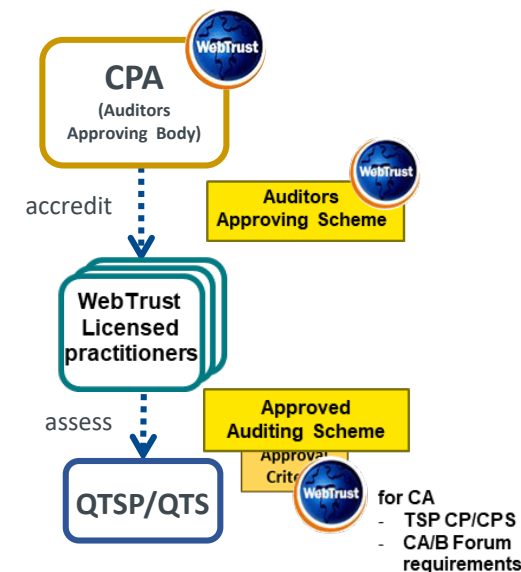 WebTrust
CPA
(Auditors
Approving Body)
WebTrust
accredit
Auditors
Approving Scheme
WebTrust
Licensed
practitioners
assess
Approved
Auditing Scheme
Approval
QTSP/QTS
WebTrust
for CA
- TSP CP/CPS
- CA/B Forum
requirements